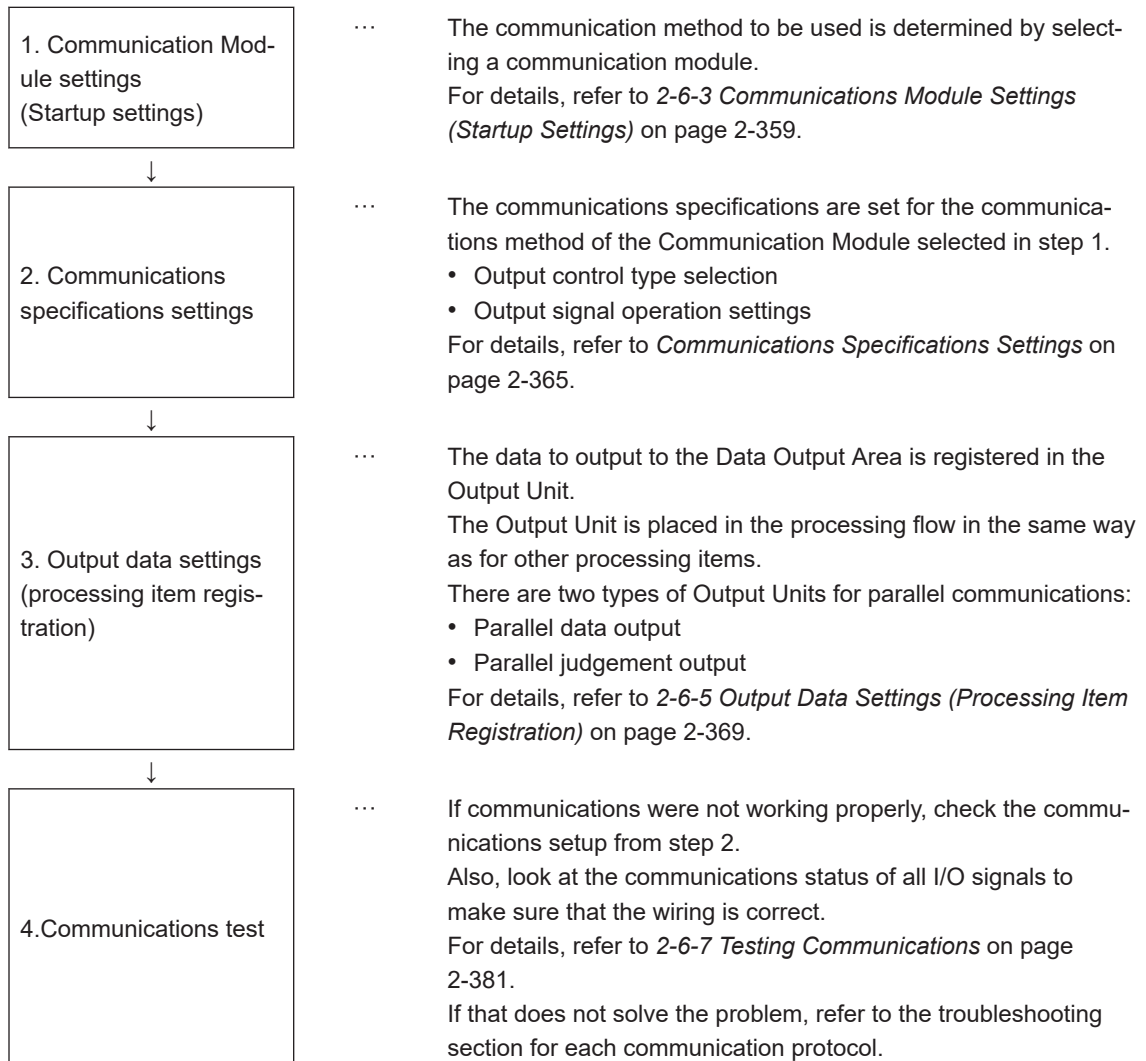 1. Communication Mod-
ule settings
(Startup settings)
… The communication method to be used is determined by select-
ing a communication module.
For details, refer to 2-6-3 Communications Module Settings
(Startup Settings) on page 2-359.
↓
2. Communications
specifications settings
… The communications specifications are set for the communica-
tions method of the Communication Module selected in step 1.
• Output control type selection
• Output signal operation settings
For details, refer to Communications Specifications Settings on
page 2-365.
↓
3. Output data settings
(processing item regis-
tration)
… The data to output to the Data Output Area is registered in the
Output Unit.
The Output Unit is placed in the processing flow in the same way
as for other processing items.
There are two types of Output Units for parallel communications:
• Parallel data output
• Parallel judgement output
For details, refer to 2-6-5 Output Data Settings (Processing Item
Registration) on page 2-369.
↓
4.Communications test
… If communications were not working properly, check the commu-
nications setup from step 2.
Also, look at the communications status of all I/O signals to
make sure that the wiring is correct.
For details, refer to 2-6-7 Testing Communications on page
2-381.
If that does not solve the problem, refer to the troubleshooting
section for each communication protocol.